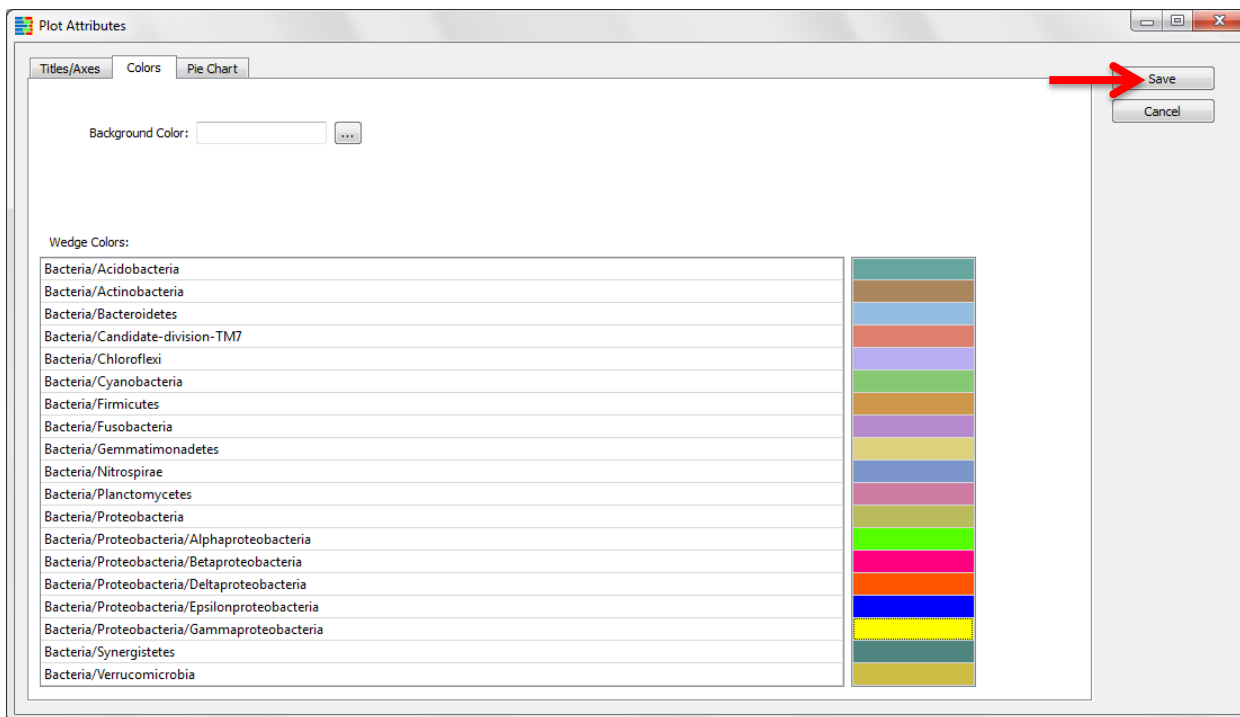 Plot Attributes
Titles/Axes Colors Pie Chart
Save
Cancel
Background Color:
...
Wedge Colors:
Bacteria/Acidobacteria
Bacteria/Actinobacteria
Bacteria/Bacteroidetes
Bacteria/Candidate-division-TM7
Bacteria/Chloroflexi
Bacteria/Cyanobacteria
Bacteria/Firmicutes
Bacteria/Fusobacteria
Bacteria/Gemmatimonadetes
Bacteria/Nitrospirae
Bacteria/Planctomycetes
Bacteria/Proteobacteria
Bacteria/Proteobacteria/Alphaproteobacteria
Bacteria/Proteobacteria/Betaproteobacteria
Bacteria/Proteobacteria/Deltaproteobacteria
Bacteria/Proteobacteria/Epsilonproteobacteria
Bacteria/Proteobacteria/Gammaproteobacteria
Bacteria/Synergistetes
Bacteria/Verrucomicrobia